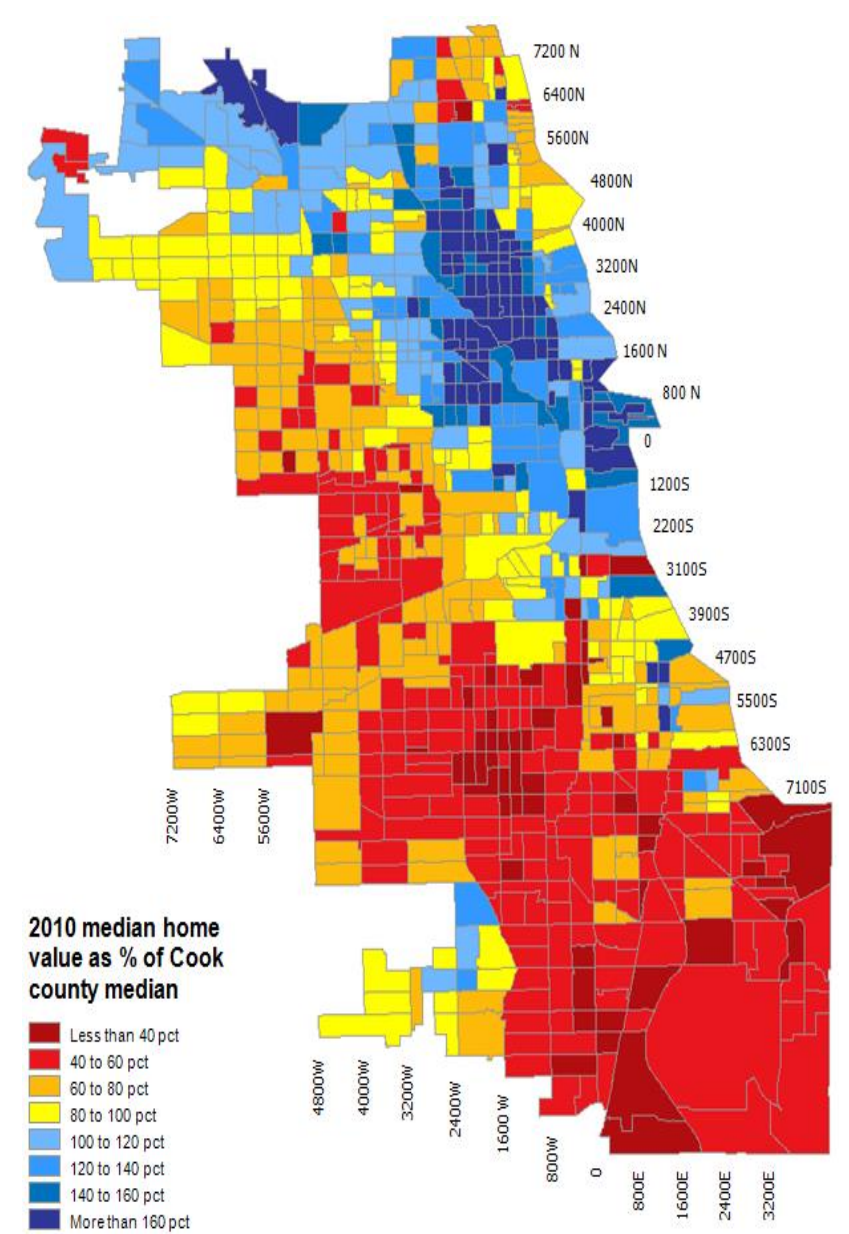 7200 N
6400N
5600N
4800N
4000N
3200N
2400N
1600 N
800 N
0
1200S
2200S
3100S
3900S
4700S
5500S
6300S
7100S
7200W
6400W
5600W
2010 median home
value as % of Cook
county median
Less than 40 pct
40 to 60 pct
60 to 80 pct
80 to 100 pct
100 to 120 pct
120 to 140 pct
140 to 160 pct
More than 160 pct
4800W
4000W
3200W
2400W
1600 W
800W
0
800E
1600E
2400E
3200E